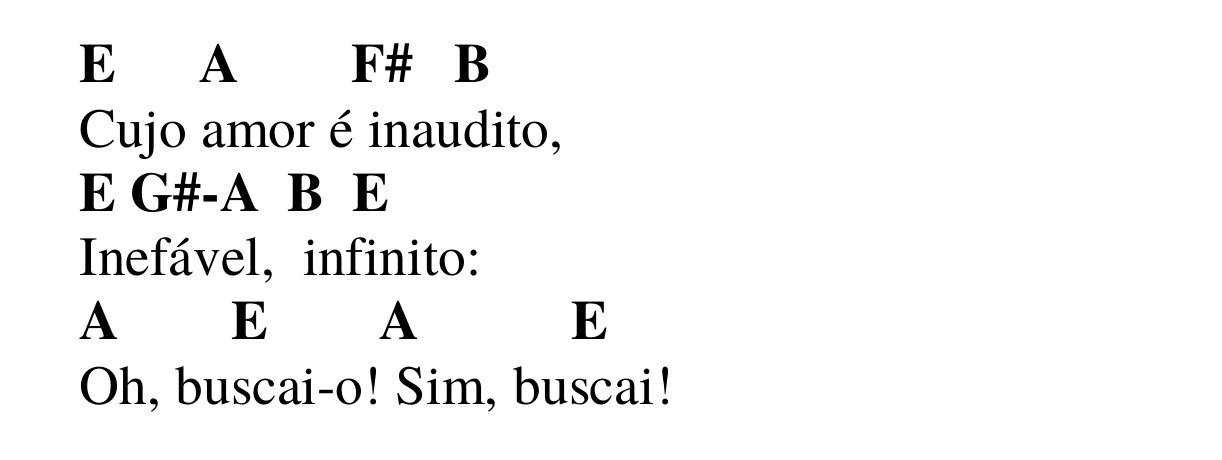 E      A        F#   B
Cujo amor é inaudito,
E G#-A  B  E
Inefável,  infinito:
A        E        A           E
Oh, buscai-o! Sim, buscai!